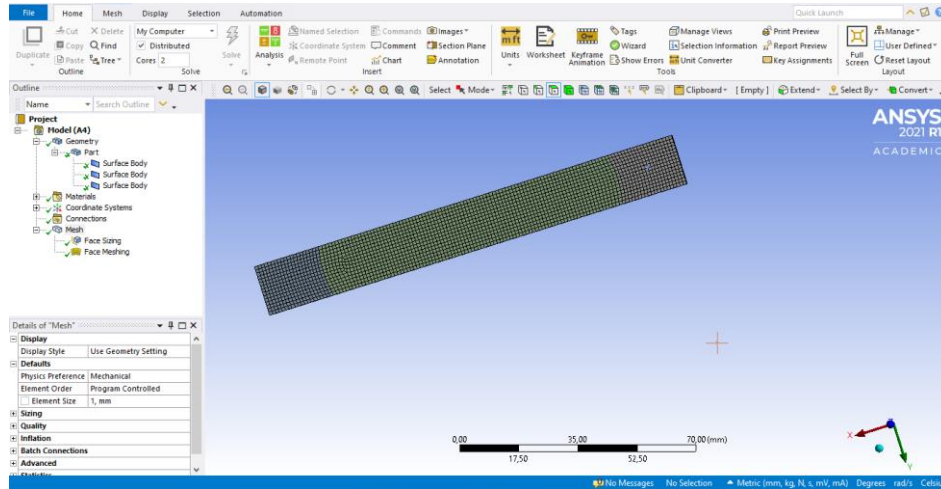 File Home Mesh Display Selection Automation Quick Launch
Cut Delete My Computer Named Selection Commands Images Tags Manage Views Print Preview Manage
Copy Find Distributed Coordinate System Comment Section Plane Wizard Selection Information Report Preview User Defined
Duplicate Paste Tree Cores 2 Solve Analysis Remote Point Chart Annotation Units Worksheet Keyframe Animation Show Errors Unit Converter Key Assignments Full Screen Reset Layout
Outline Solve Insert Tools Layout
Outline Select Mode Clipboard [Empty] Extend Select By Convert
Name Search Outline
Project
Model (A4)
Geometry
Part
Surface Body
Surface Body
Surface Body
Materials
Coordinate Systems
Connections
Mesh
Face Sizing
Face Meshing
ANSYS
2021 R1
ACADEMIC
Details of "Mesh"
Display
Display Style Use Geometry Setting
Defaults
Physics Preference Mechanical
Element Order Program Controlled
Element Size 1, mm
Sizing
Quality
Inflation
Batch Connections
Advanced
Statistics
0,00 35,00 70,00 (mm)
17,50 52,50
X
Y
No Messages No Selection Metric (mm, kg, N, s, mV, mA) Degrees rad/s Celsiu